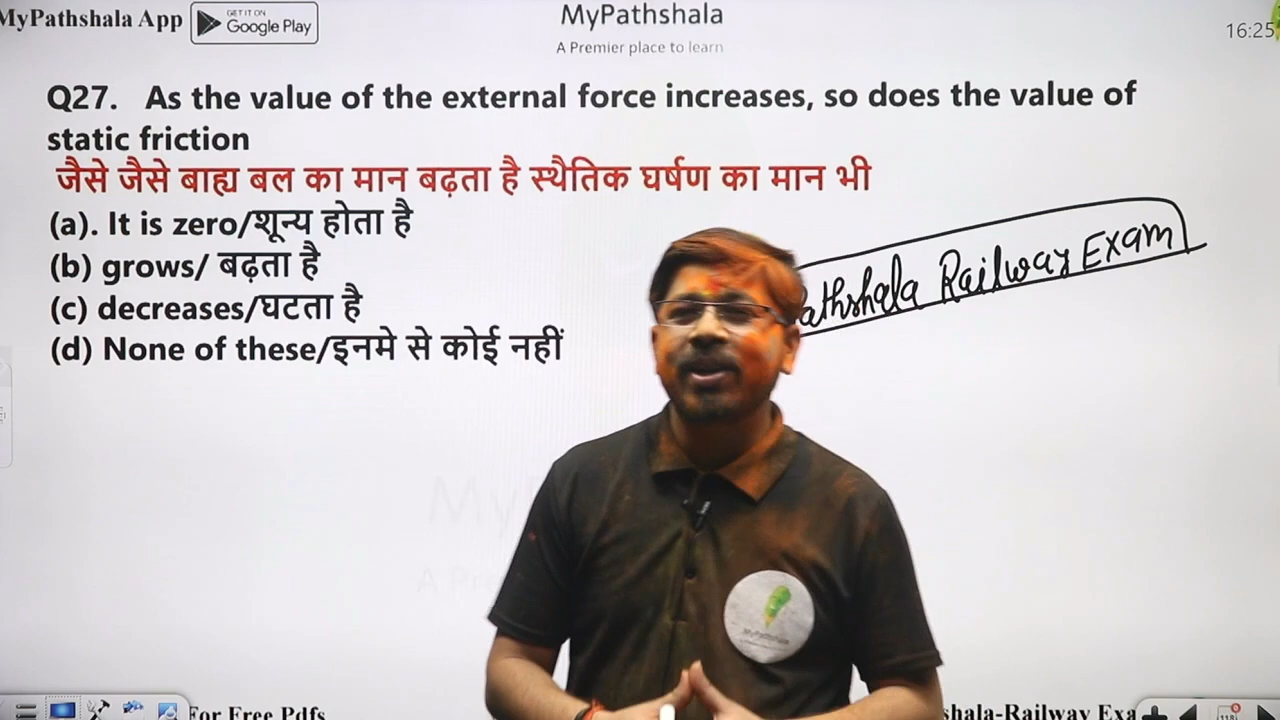 MyPathshala App
GET IT ON
Google Play
MyPathshala
A Premier place to learn
16:25
Q27. As the value of the external force increases, so does the value of
static friction
जैसे जैसे बाह्य बल का मान बढ़ता है स्थैतिक घर्षण का मान भी
(a). It is zero/शून्य होता है
(b) grows/ बढ़ता है
(c) decreases/घटता है
(d) None of these/इनमे से कोई नहीं
athshala Railway Exam
MyPathshala
For Free Pdfs
shala-Railway Exa